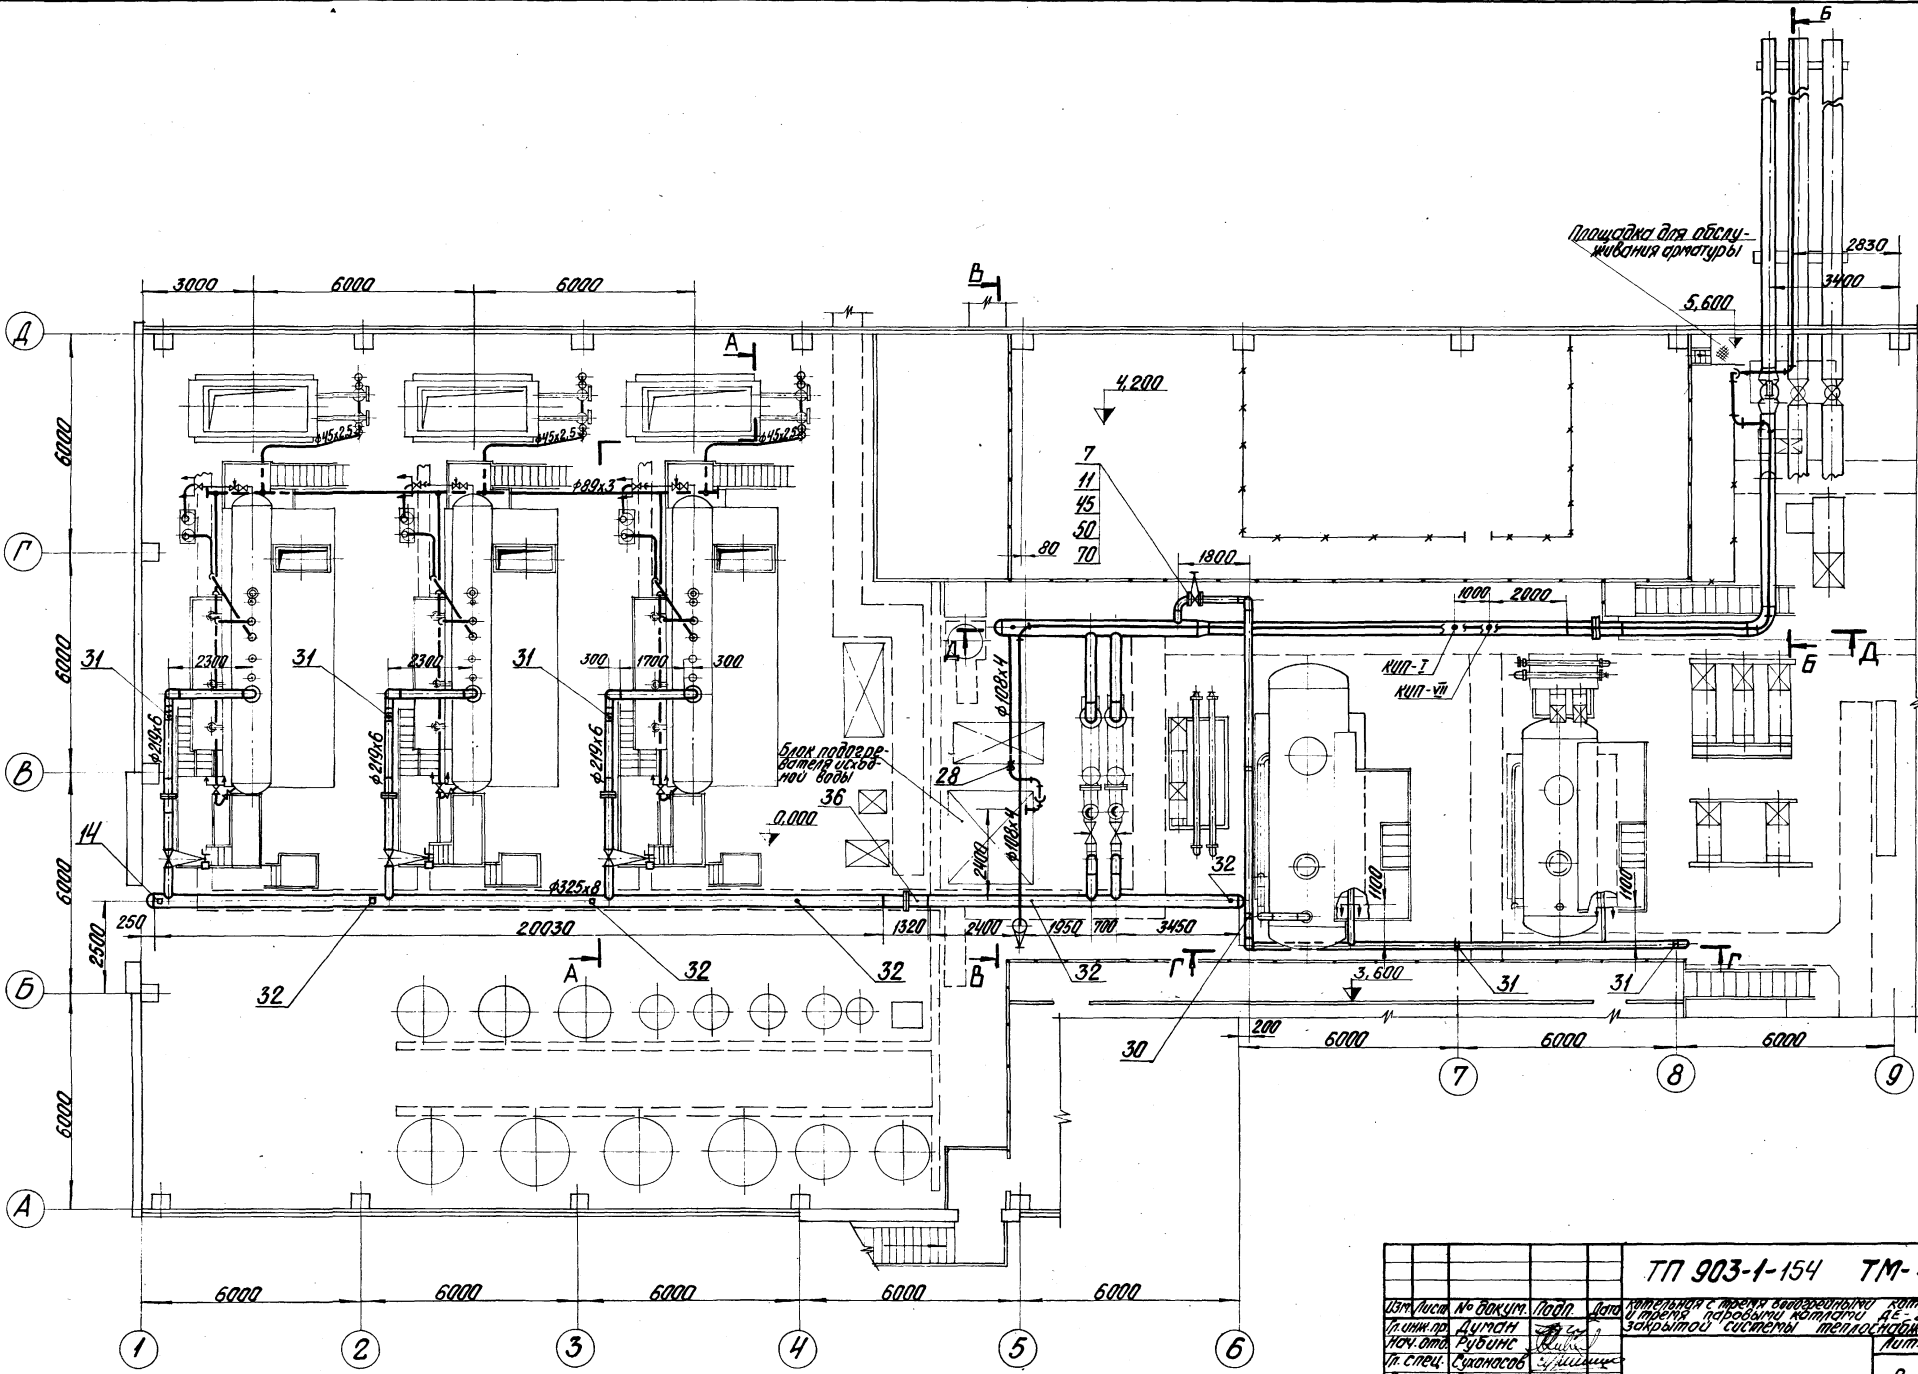 Б
Площадка для обслу-
живания арматуры
2830
3400
5,600
3000
6000
6000
В
Д
А
4,200
6000
ф45х2,5
ф45х2,5
ф45х2,5
7
11
45
50
70
ф89х3
Г
80
1800
1000
2000
6000
31
2300
31
2300
31
300
1700
300
Д
Б
Д
КИП-I
КИП-VII
ф108х4
ф219х6
ф219х6
ф219х6
Блок подогре-
вателя исход-
ной воды
В
28
36
0,000
14
2400
ф108х4
32
6000
ф325х8
1100
1100
250
20030
1320
2400
1950
700
3450
2500
А
32
32
В
32
Г
3,600
Г
Б
32
31
31
30
200
6000
6000
6000
7
8
9
6000
А
6000
6000
6000
6000
6000
1
2
3
4
5
6
ТП 903-1-154 ТМ-
Изм. Лист № докум. Подп. Дата
котельная с тремя водогрейными
и тремя паровыми котлами ДЕ-
закрытой системы
Гл. инж. пр. Думан
Нач. отд. Рубинс
Гл. спец. Суханасов
Лит.